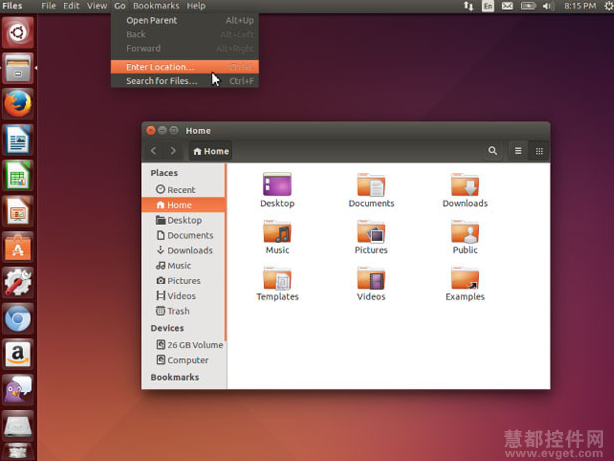 Files File Edit View Go Bookmarks Help En 8:15 PM
Open Parent Alt+Up
Back Alt+Left
Forward Alt+Right
Enter Location...
Search for Files... Ctrl+F
Home
Home
Places
Recent
Home
Desktop
Documents
Downloads
Music
Pictures
Videos
Trash
Devices
26 GB Volume
Computer
Bookmarks
Desktop Documents Downloads
Music Pictures Public
Templates Videos Examples
慧都控件网
www.evget.com